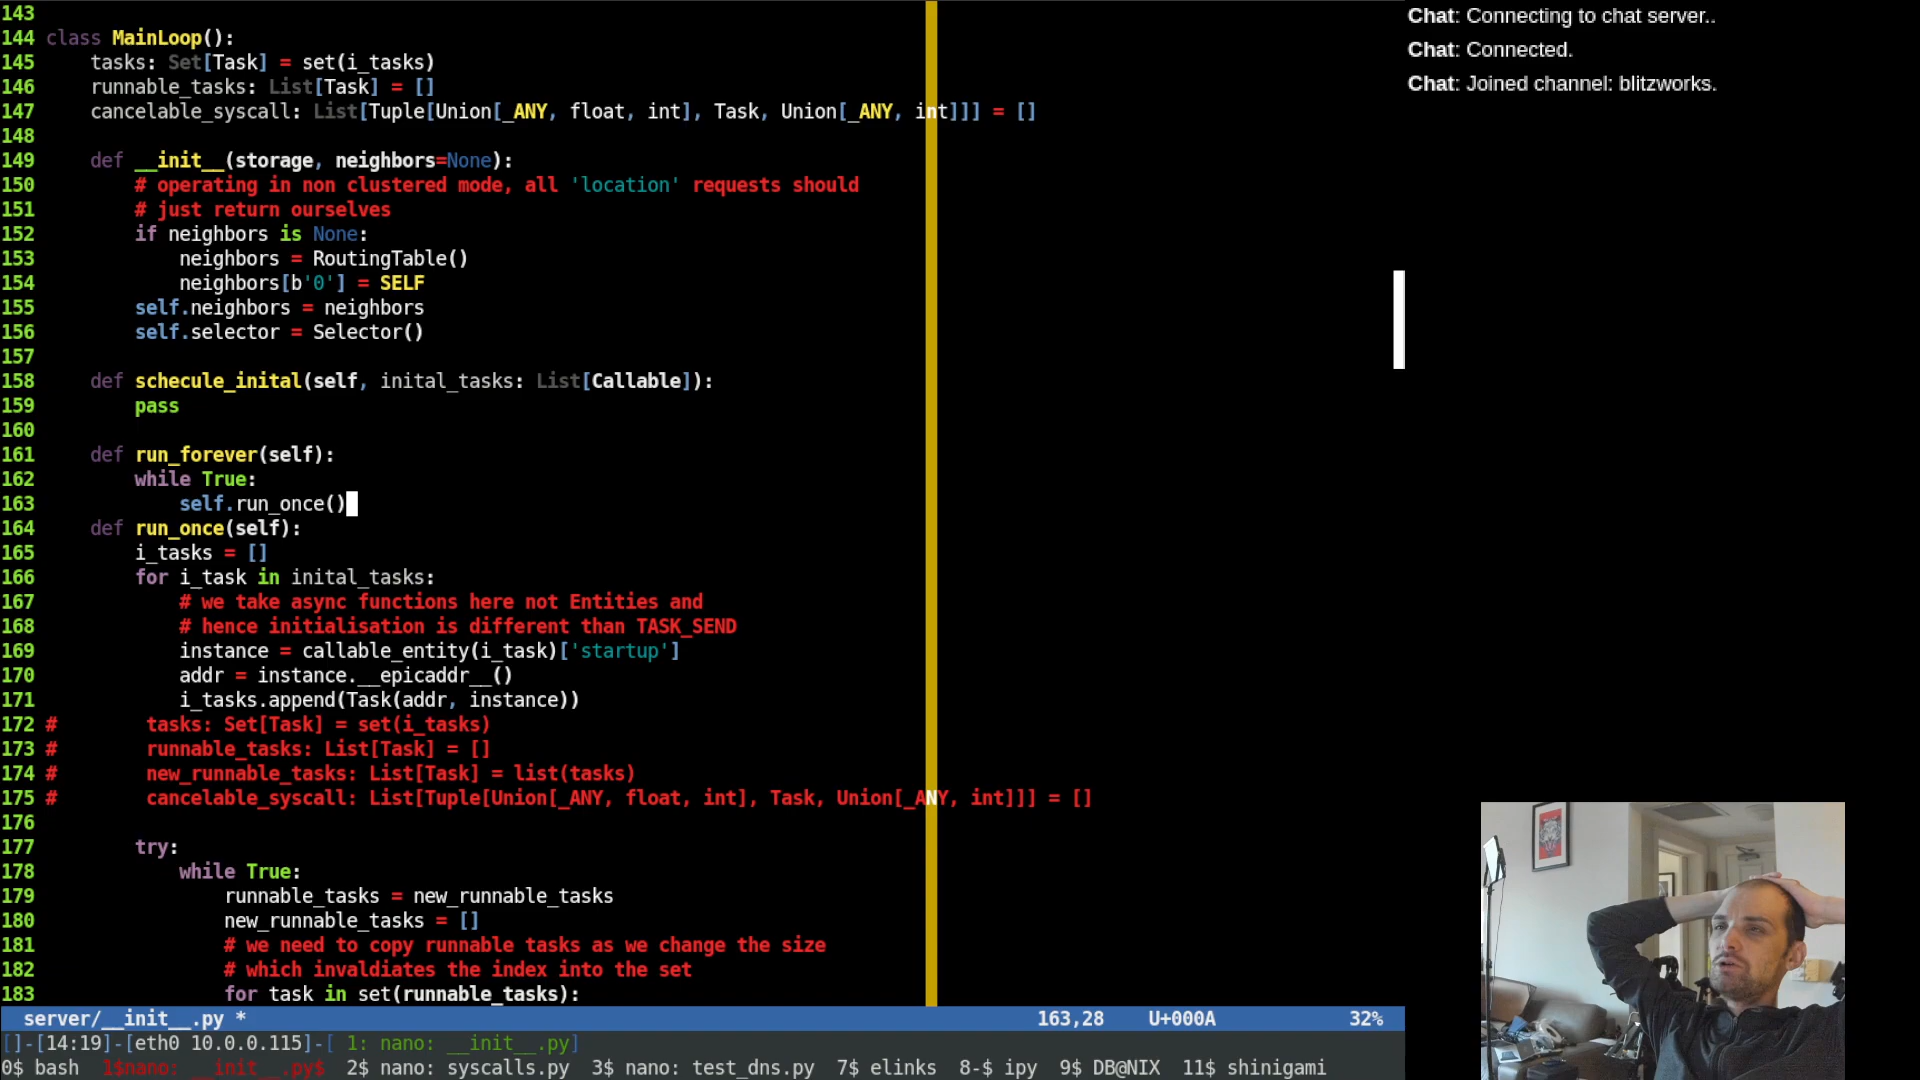 143
144 class MainLoop():
145     tasks: Set[Task] = set(i_tasks)
146     runnable_tasks: List[Task] = []
147     cancelable_syscall: List[Tuple[Union[_ANY, float, int], Task, Union[_ANY, int]]] = []
148
149     def __init__(storage, neighbors=None):
150         # operating in non clustered mode, all 'location' requests should
151         # just return ourselves
152         if neighbors is None:
153             neighbors = RoutingTable()
154             neighbors[b'0'] = SELF
155         self.neighbors = neighbors
156         self.selector = Selector()
157
158     def schecule_inital(self, inital_tasks: List[Callable]):
159         pass
160
161     def run_forever(self):
162         while True:
163             self.run_once()
164     def run_once(self):
165         i_tasks = []
166         for i_task in inital_tasks:
167             # we take async functions here not Entities and
168             # hence initialisation is different than TASK_SEND
169             instance = callable_entity(i_task)['startup']
170             addr = instance.__epicaddr__()
171             i_tasks.append(Task(addr, instance))
172 #        tasks: Set[Task] = set(i_tasks)
173 #        runnable_tasks: List[Task] = []
174 #        new_runnable_tasks: List[Task] = list(tasks)
175 #        cancelable_syscall: List[Tuple[Union[_ANY, float, int], Task, Union[_ANY, int]]] = []
176
177         try:
178             while True:
179                 runnable_tasks = new_runnable_tasks
180                 new_runnable_tasks = []
181                 # we need to copy runnable tasks as we change the size
182                 # which invaldiates the index into the set
183                 for task in set(runnable_tasks):
server/__init__.py * 163,28 U+000A 32%
[]-[14:19]-[eth0 10.0.0.115]-[ 1: nano: __init__.py]
0$ bash 1$nano: __init__.py$ 2$ nano: syscalls.py 3$ nano: test_dns.py 7$ elinks 8-$ ipy 9$ DB@NIX 11$ shinigami
Chat: Connecting to chat server..
Chat: Connected.
Chat: Joined channel: blitzworks.